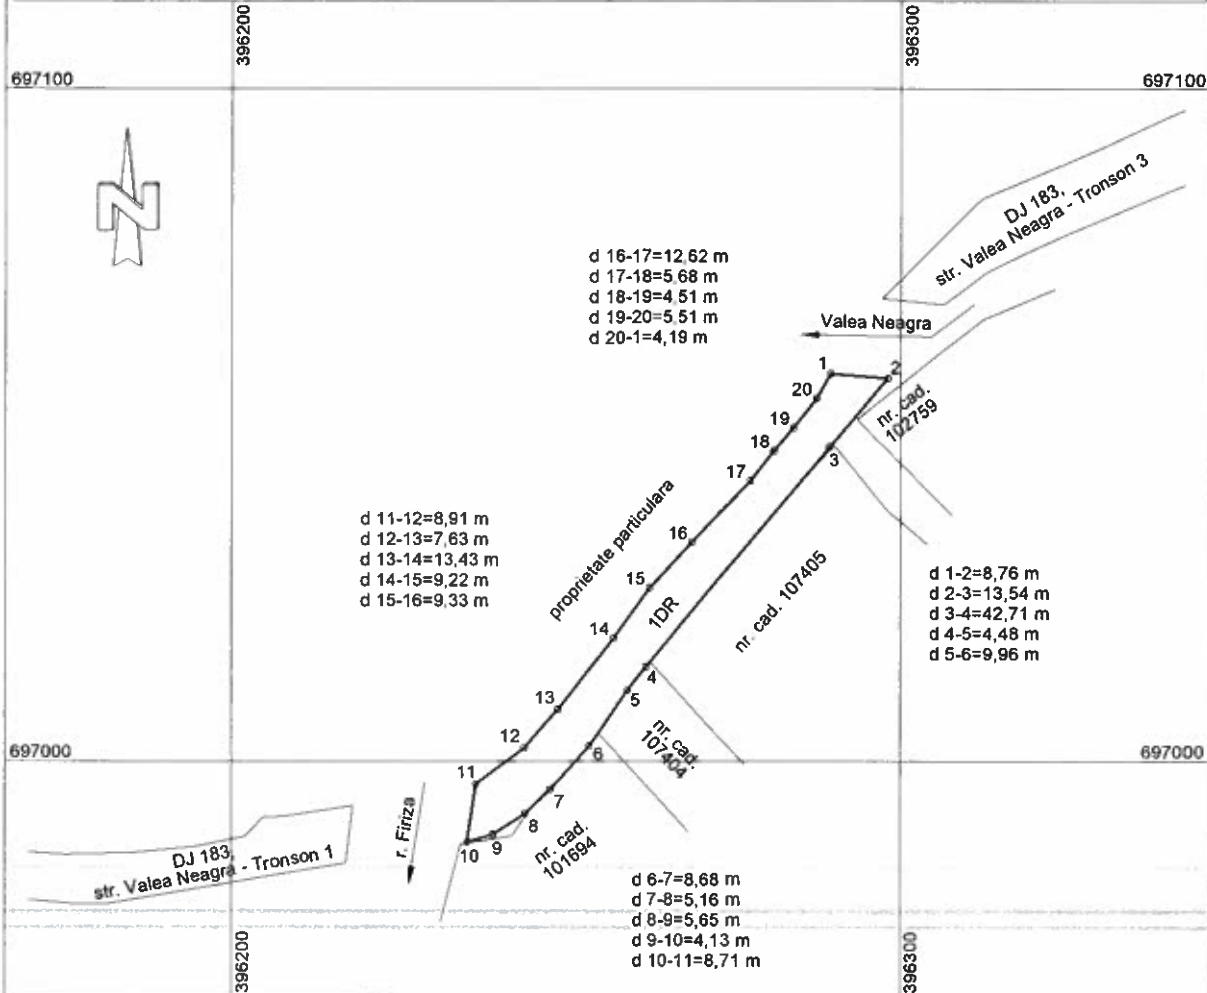 396200
396300
697100
697100
N
DJ 183,
str. Valea Neagra - Tronson 3
d 16-17=12,62 m
d 17-18=5,68 m
d 18-19=4,51 m
d 19-20=5,51 m
d 20-1=4,19 m
Valea Neagra
1
2
20
nr. cad.
102759
19
18
3
17
proprietate particulara
d 11-12=8,91 m
d 12-13=7,63 m
d 13-14=13,43 m
d 14-15=9,22 m
d 15-16=9,33 m
16
15
1DR
nr. cad. 107405
d 1-2=8,76 m
d 2-3=13,54 m
d 3-4=42,71 m
d 4-5=4,48 m
d 5-6=9,96 m
14
4
5
13
nr. cad.
107404
12
6
697000
697000
11
7
r. Firiza
8
9
10
nr. cad.
101694
DJ 183,
str. Valea Neagra - Tronson 1
d 6-7=8,68 m
d 7-8=5,16 m
d 8-9=5,65 m
d 9-10=4,13 m
d 10-11=8,71 m
396200
396300